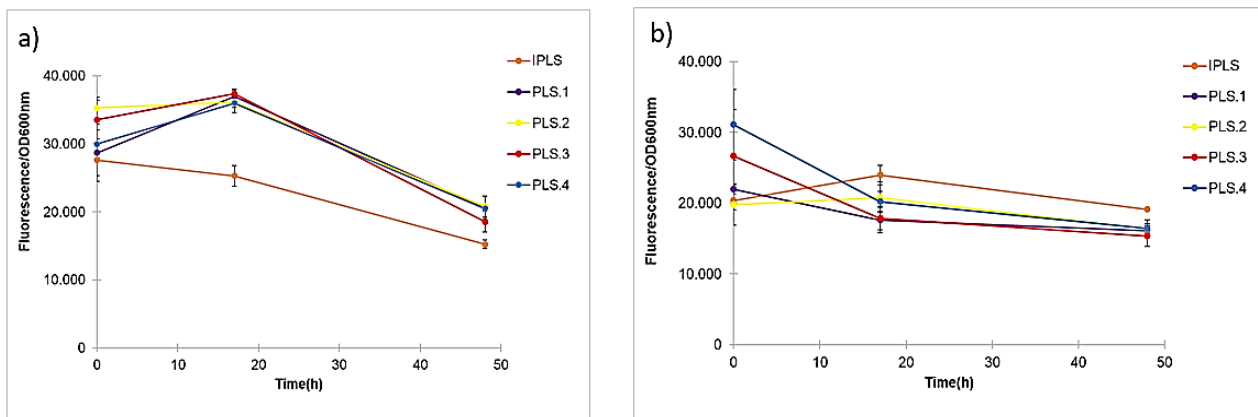 a)
Fluorescence/OD600nm
40.000
30.000
20.000
10.000
0
0 10 20 30 40 50
Time(h)
IPLS
PLS.1
PLS.2
PLS.3
PLS.4
b)
Fluorescence/OD600nm
40.000
30.000
20.000
10.000
0
0 10 20 30 40 50
Time(h)
IPLS
PLS.1
PLS.2
PLS.3
PLS.4